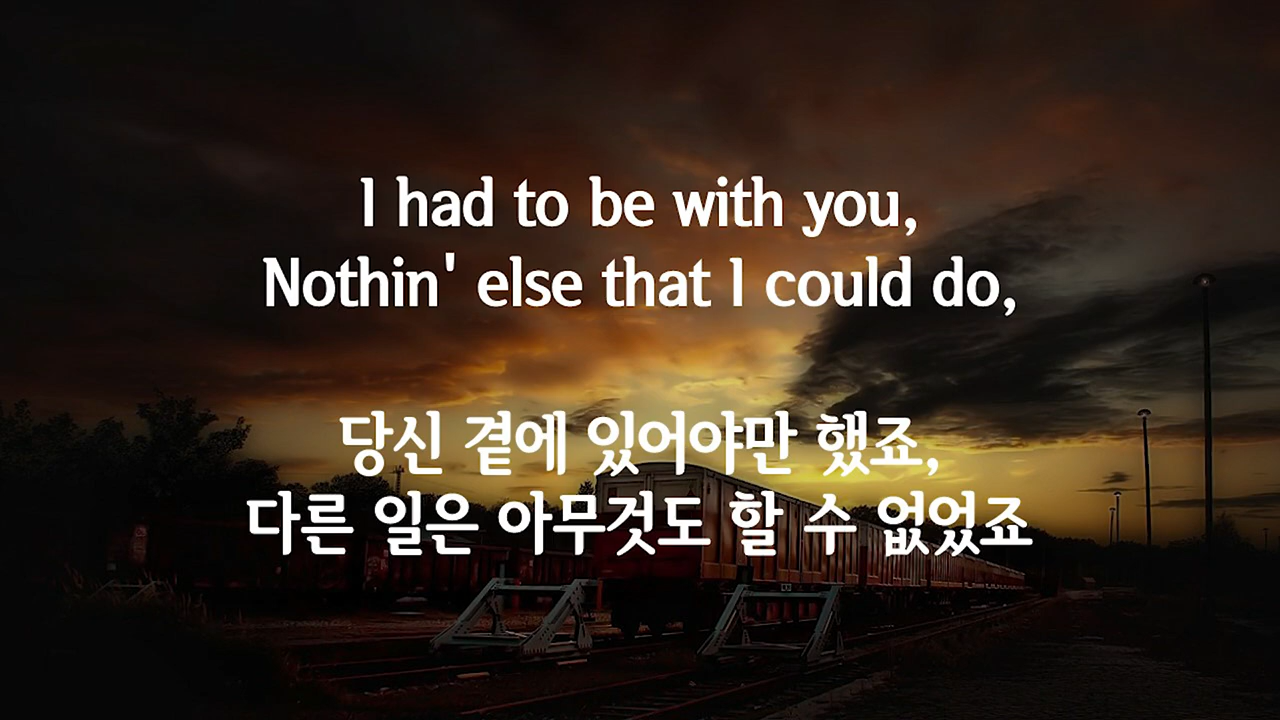 I had to be with you,
Nothin' else that I could do,
당신 곁에 있어야만 했죠,
다른 일은 아무것도 할 수 없었죠